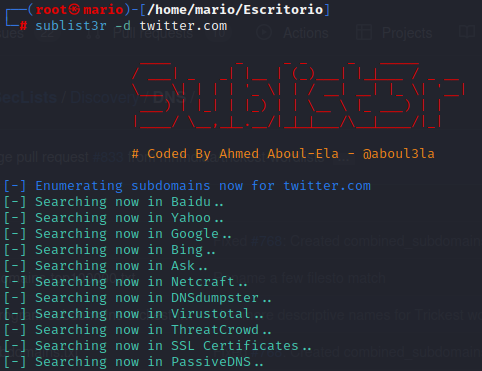 (root㉿mario)-[/home/mario/Escritorio]
# sublist3r -d twitter.com
Sublist3r
# Coded By Ahmed Aboul-Ela - @aboul3la
[-] Enumerating subdomains now for twitter.com
[-] Searching now in Baidu..
[-] Searching now in Yahoo..
[-] Searching now in Google..
[-] Searching now in Bing..
[-] Searching now in Ask..
[-] Searching now in Netcraft..
[-] Searching now in DNSdumpster..
[-] Searching now in Virustotal..
[-] Searching now in ThreatCrowd..
[-] Searching now in SSL Certificates..
[-] Searching now in PassiveDNS..